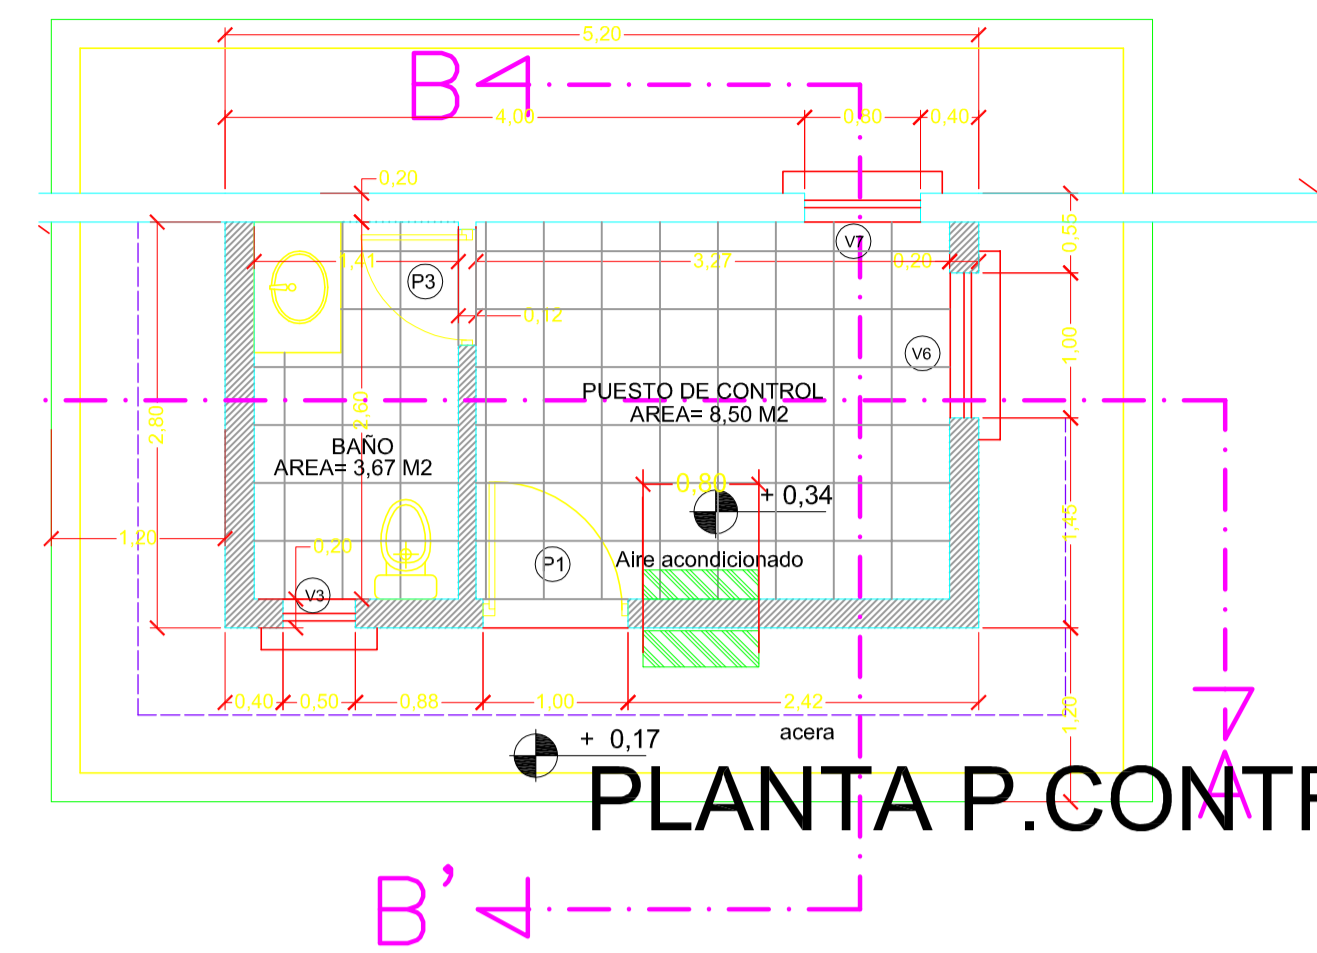 5,20
B
4,00
0,80
0,40
0,20
V7
0,55
1,41
P3
3,27
0,20
0,12
1,00
V6
PUESTO DE CONTROL
AREA= 8,50 M2
2,80
2,60
BAÑO
AREA= 3,67 M2
0,80
+ 0,34
1,45
1,20
0,20
Aire acondicionado
P1
V3
0,40
0,50
0,88
1,00
2,42
1,20
acera
+ 0,17
PLANTA P.CONTR
A
B'